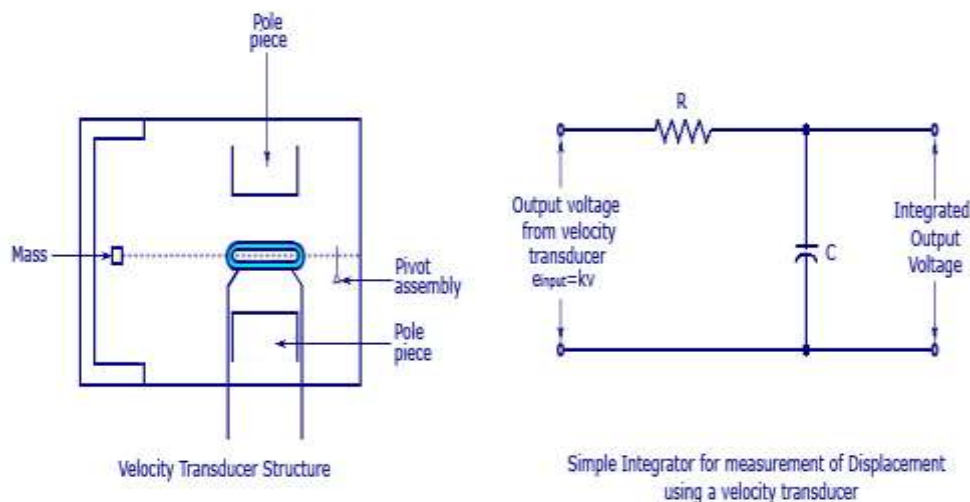 Pole
piece
Mass
Pivot
assembly
Pole
piece
Velocity Transducer Structure
R
Output voltage
from velocity
transducer
einput=kv
C
Integrated
Output
Voltage
Simple Integrator for measurement of Displacement
using a velocity transducer